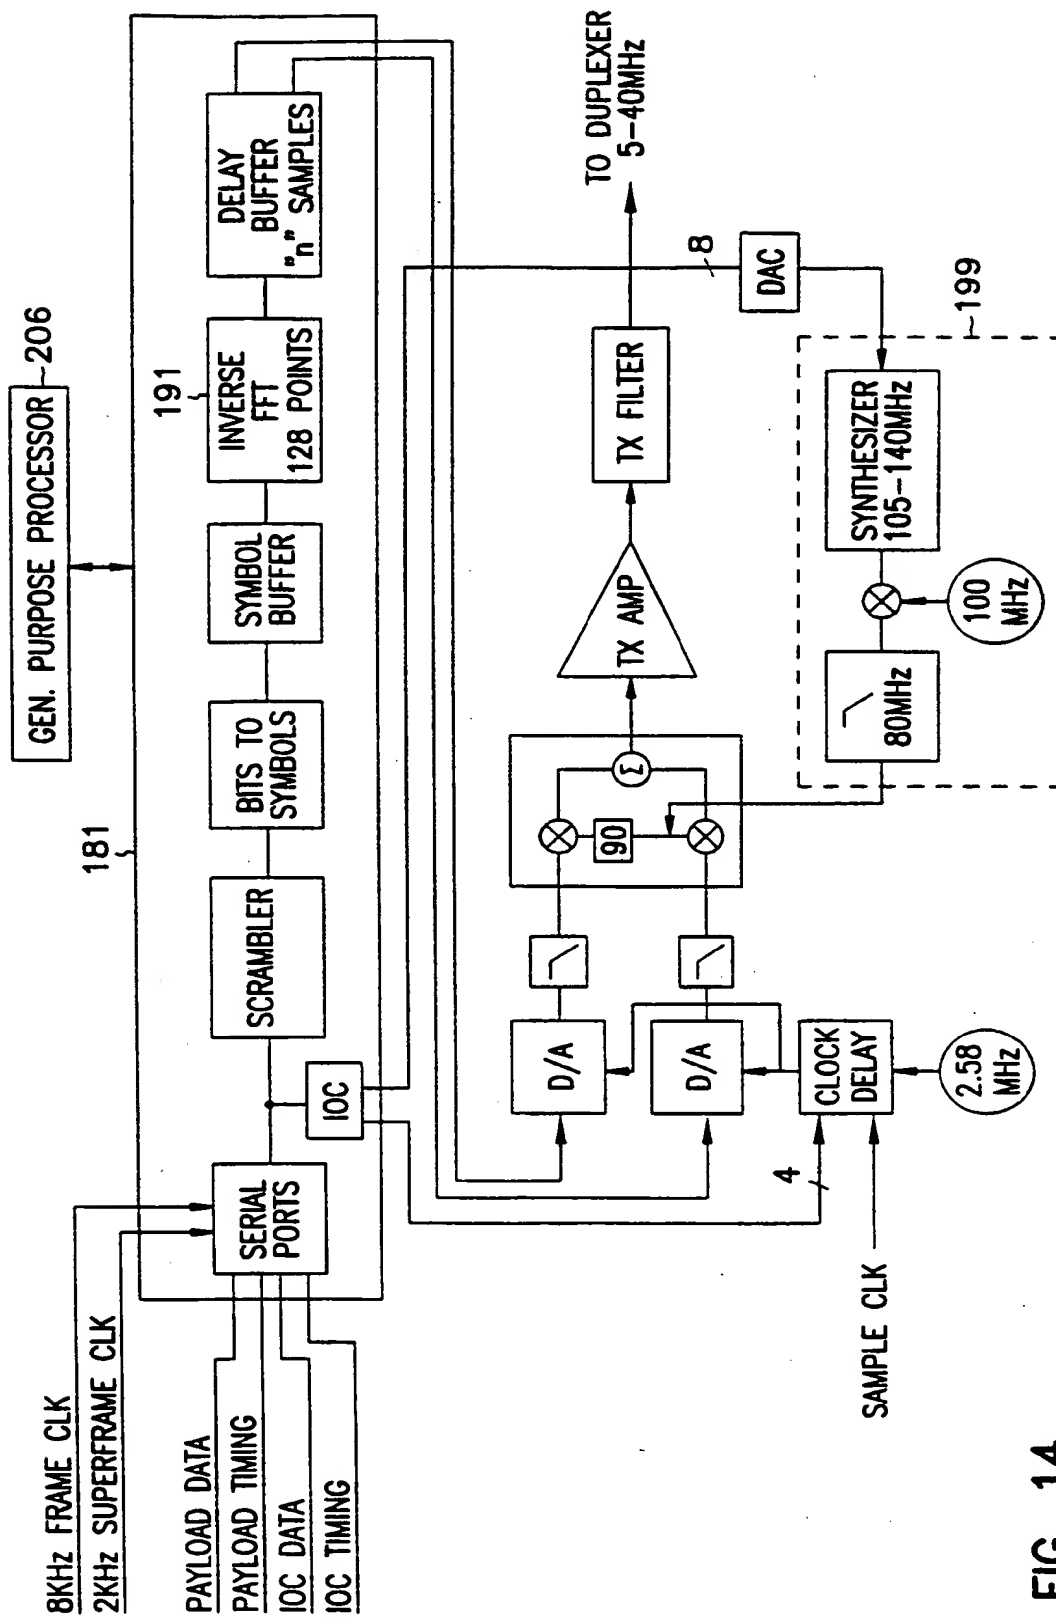 GEN. PURPOSE PROCESSOR
206
181
191
8KHz FRAME CLK
2KHz SUPERFRAME CLK
PAYLOAD DATA
PAYLOAD TIMING
IOC DATA
IOC TIMING
SERIAL
PORTS
IOC
SCRAMBLER
BITS TO
SYMBOLS
SYMBOL
BUFFER
INVERSE
FFT
128 POINTS
DELAY
BUFFER
"n" SAMPLES
D/A
D/A
90
Σ
TX AMP
TX FILTER
TO DUPLEXER
5-40MHz
8
DAC
4
SAMPLE CLK
CLOCK
DELAY
2.58
MHz
80MHz
100
MHz
SYNTHESIZER
105-140MHz
199
FIG. 14